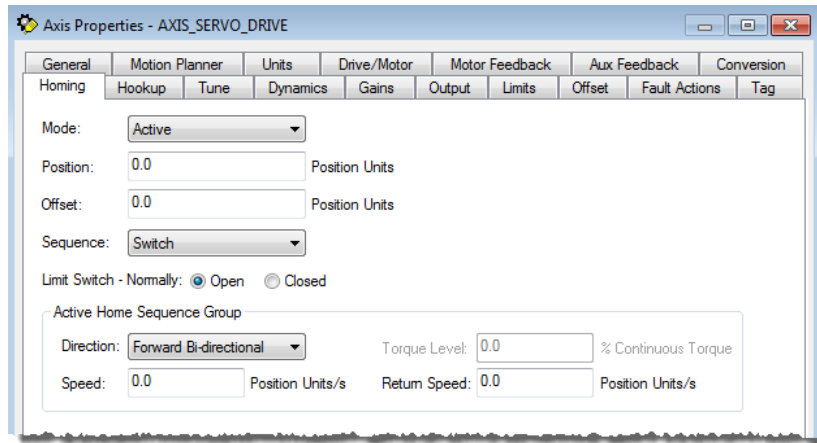 Axis Properties - AXIS_SERVO_DRIVE
General Motion Planner Units Drive/Motor Motor Feedback Aux Feedback Conversion
Homing Hookup Tune Dynamics Gains Output Limits Offset Fault Actions Tag
Mode: Active
Position: 0.0 Position Units
Offset: 0.0 Position Units
Sequence: Switch
Limit Switch - Normally: Open Closed
Active Home Sequence Group
Direction: Forward Bi-directional Torque Level: 0.0 % Continuous Torque
Speed: 0.0 Position Units/s Return Speed: 0.0 Position Units/s